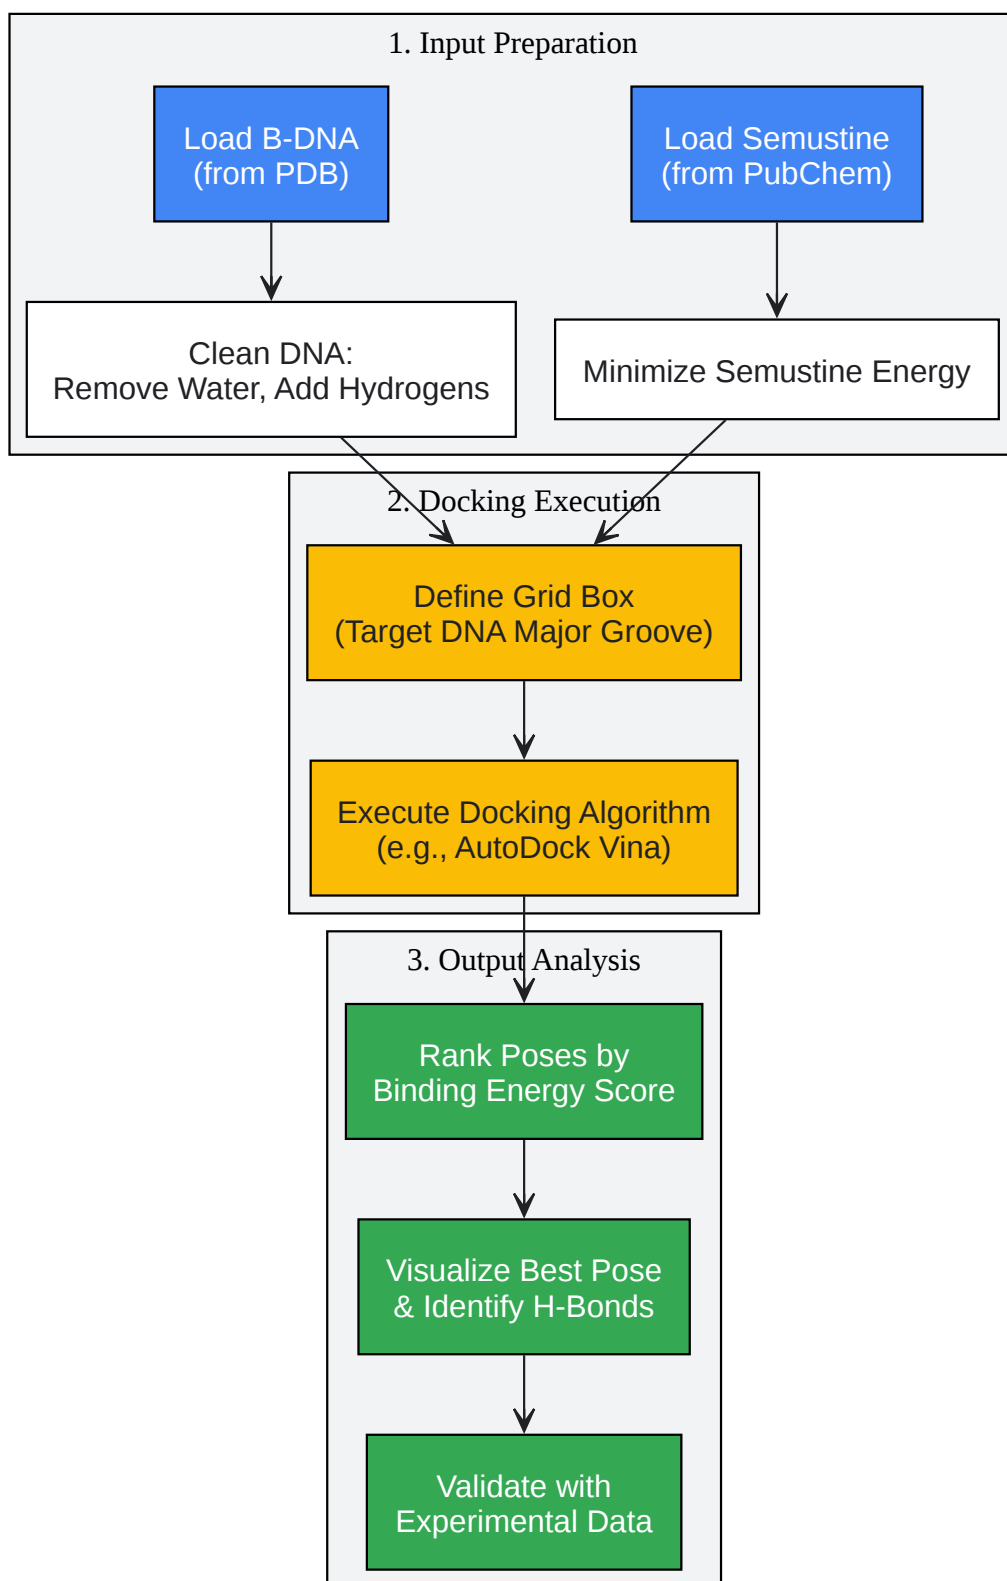 1. Input Preparation
Load B-DNA
(from PDB)
Load Semustine
(from PubChem)
Clean DNA:
Remove Water, Add Hydrogens
Minimize Semustine Energy
2. Docking Execution
Define Grid Box
(Target DNA Major Groove)
Execute Docking Algorithm
(e.g., AutoDock Vina)
3. Output Analysis
Rank Poses by
Binding Energy Score
Visualize Best Pose
& Identify H-Bonds
Validate with
Experimental Data